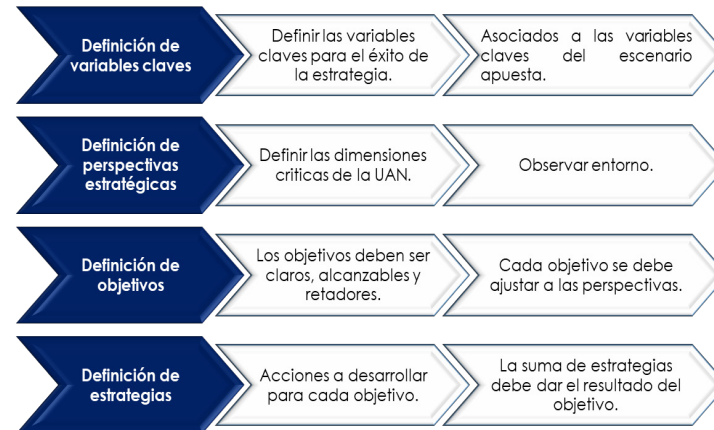 Definición de
variables claves
Definir las variables
claves para el éxito de
la estrategia.
Asociados a las variables
claves del escenario
apuesta.
Definición de
perspectivas
estratégicas
Definir las dimensiones
criticas de la UAN.
Observar entorno.
Definición de
objetivos
Los objetivos deben ser
claros, alcanzables y
retadores.
Cada objetivo se debe
ajustar a las perspectivas.
Definición de
estrategias
Acciones a desarrollar
para cada objetivo.
La suma de estrategias
debe dar el resultado del
objetivo.